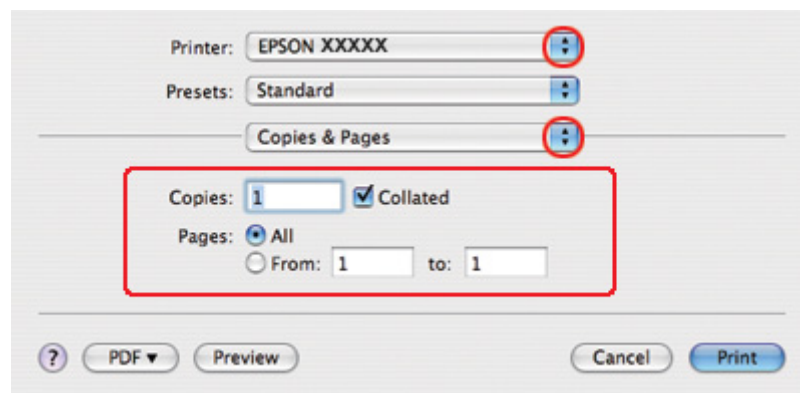 Printer: EPSON XXXXX
Presets: Standard
Copies & Pages
Copies: 1 Collated
Pages: All
From: 1 to: 1
? PDF Preview Cancel Print